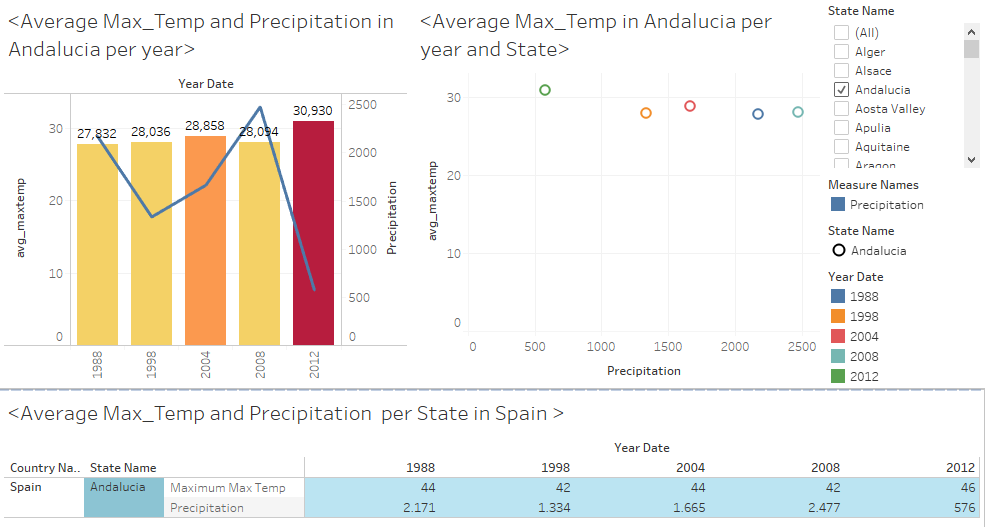 <Average Max_Temp and Precipitation in
Andalucia per year>
Year Date
30,930
28,858
27,832
28,036
28,094
30
20
10
0
avg_maxtemp
2500
2000
1500
1000
500
0
Precipitation
1988
1998
2004
2008
2012
<Average Max_Temp in Andalucia per
year and State>
30
20
10
0
avg_maxtemp
0
500
1000
1500
2000
2500
Precipitation
State Name
(All)
Alger
Alsace
Andalucia
Aosta Valley
Apulia
Aquitaine
Aragon
Measure Names
Precipitation
State Name
Andalucia
Year Date
1988
1998
2004
2008
2012
<Average Max_Temp and Precipitation  per State in Spain >
Year Date
Country Na.. State Name 1988 1998 2004 2008 2012
Spain Andalucia Maximum Max Temp 44 42 44 42 46
Precipitation 2.171 1.334 1.665 2.477 576